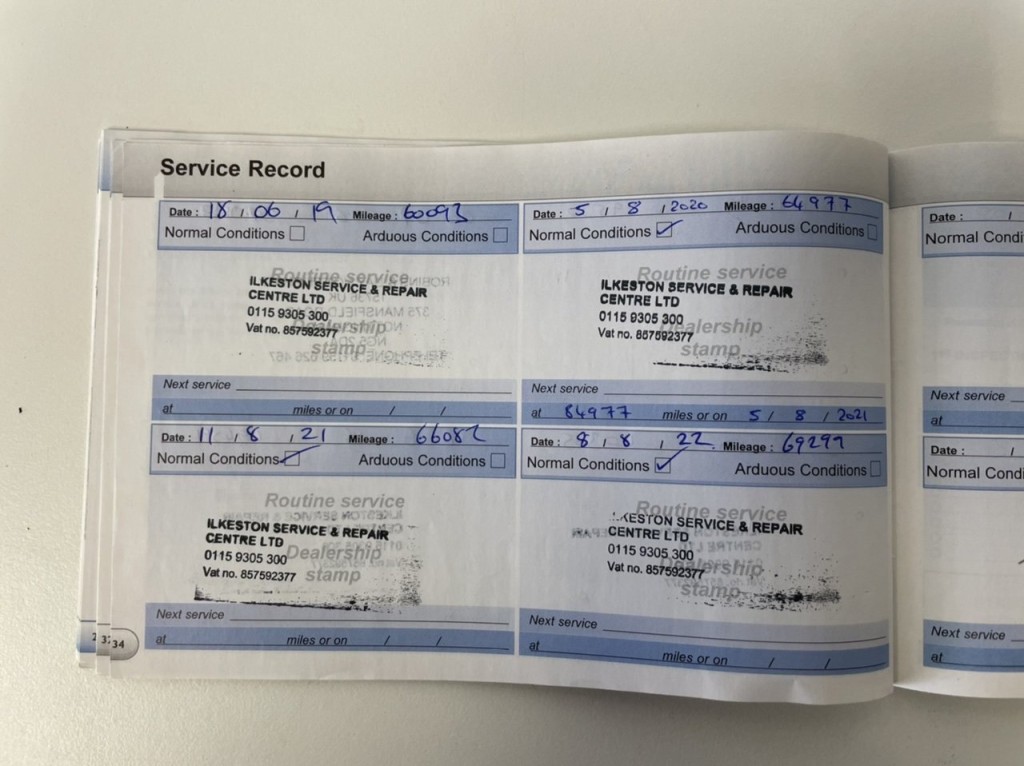 Service Record
Date : 18 / 06 / 19 Mileage : 60093
Normal Conditions Arduous Conditions
Routine service
ILKESTON SERVICE & REPAIR
CENTRE LTD
0115 9305 300
Dealership
Vat no. 857592377
stamp
Next service
at miles or on / /
Date : 5 / 8 / 2020 Mileage : 64977
Normal Conditions Arduous Conditions
Routine service
ILKESTON SERVICE & REPAIR
CENTRE LTD
0115 9305 300
Dealership
Vat no. 857592377
stamp
Next service
at 84977 miles or on 5 / 8 / 2021
Date : 11 / 8 / 21 Mileage : 66082
Normal Conditions Arduous Conditions
Routine service
ILKESTON SERVICE & REPAIR
CENTRE LTD
0115 9305 300
Dealership
Vat no. 857592377
stamp
Next service
at miles or on / /
Date : 8 / 8 / 22 Mileage : 69297
Normal Conditions Arduous Conditions
Routine service
ILKESTON SERVICE & REPAIR
CENTRE LTD
0115 9305 300
Dealership
Vat no. 857592377
stamp
Next service
at miles or on / /
34
Date : /
Normal Condi
Next service
at
Date : /
Normal Condi
Next service
at